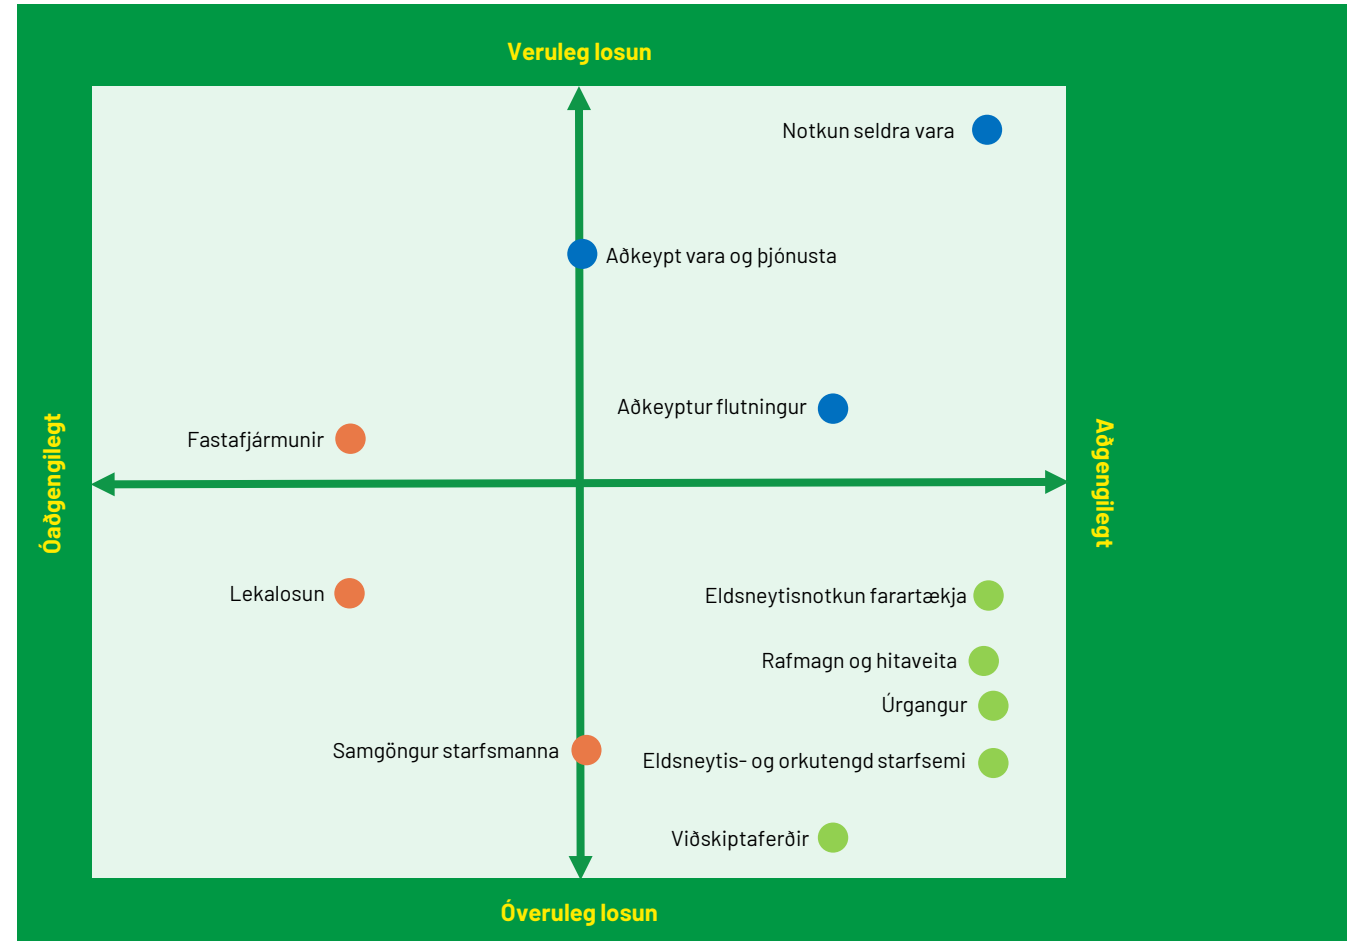 Veruleg losun
Notkun seldra vara
Aðkeypt vara og þjónusta
Aðkeyptur flutningur
Fastafjármunir
Óaðgengilegt
Aðgengilegt
Lekalosun
Eldsneytisnotkun farartækja
Rafmagn og hitaveita
Úrgangur
Samgöngur starfsmanna
Eldsneytis- og orkutengd starfsemi
Viðskiptaferðir
Óveruleg losun